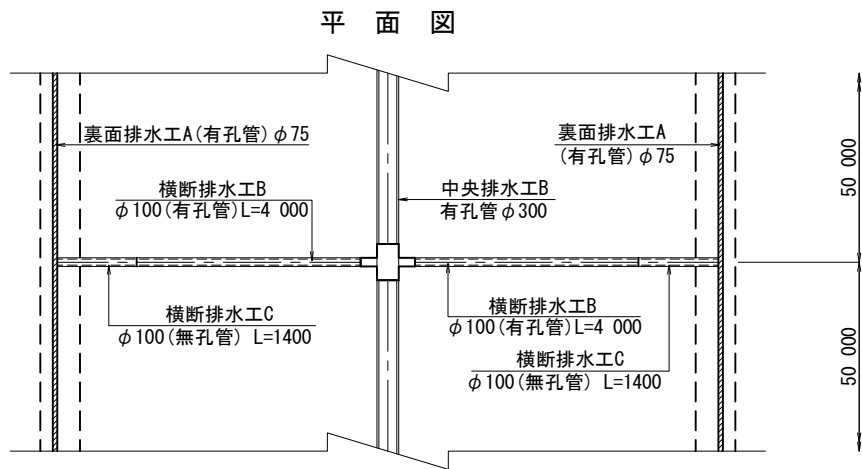 平 面 図
裏面排水工A(有孔管)φ75
裏面排水工A
(有孔管)φ75
横断排水工B
φ100(有孔管)L=4 000
中央排水工B
有孔管φ300
横断排水工C
φ100(無孔管) L=1400
横断排水工B
φ100(有孔管)L=4 000
横断排水工C
φ100(無孔管) L=1400
50 000
50 000